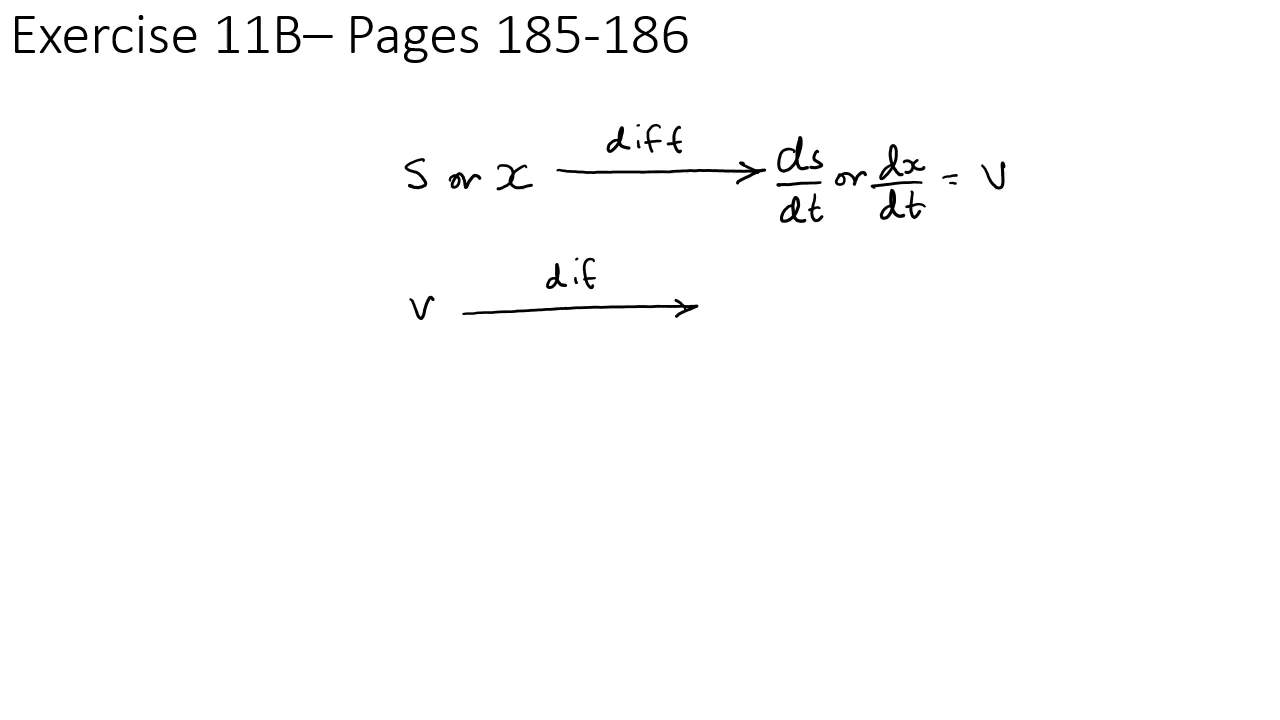 Exercise 11B– Pages 185-186
diff
S or x → ds/dt or dx/dt = v
dif
v →